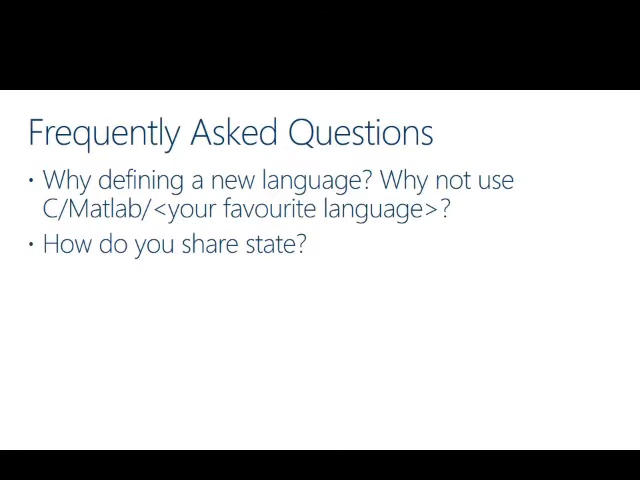 Frequently Asked Questions
• Why defining a new language? Why not use
C/Matlab/<your favourite language>?
• How do you share state?